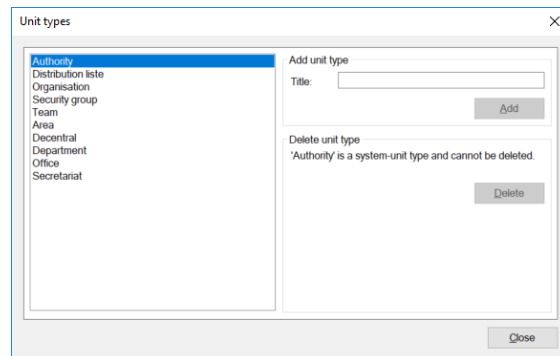 Unit types
Authority
Distribution liste
Organisation
Security group
Team
Area
Decentral
Department
Office
Secretariat
Add unit type
Title:
Add
Delete unit type
'Authority' is a system-unit type and cannot be deleted.
Delete
Close